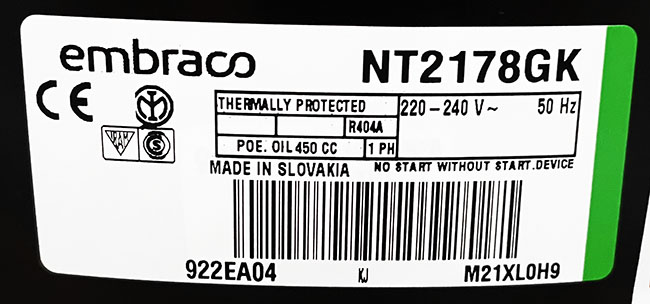 embraco
NT2178GK
CE
THERMALLY PROTECTED
220-240 V~ 50 Hz
R404A
POE. OIL 450 CC
1 PH
MADE IN SLOVAKIA
NO START WITHOUT START.DEVICE
922EA04
KJ
M21XL0H9